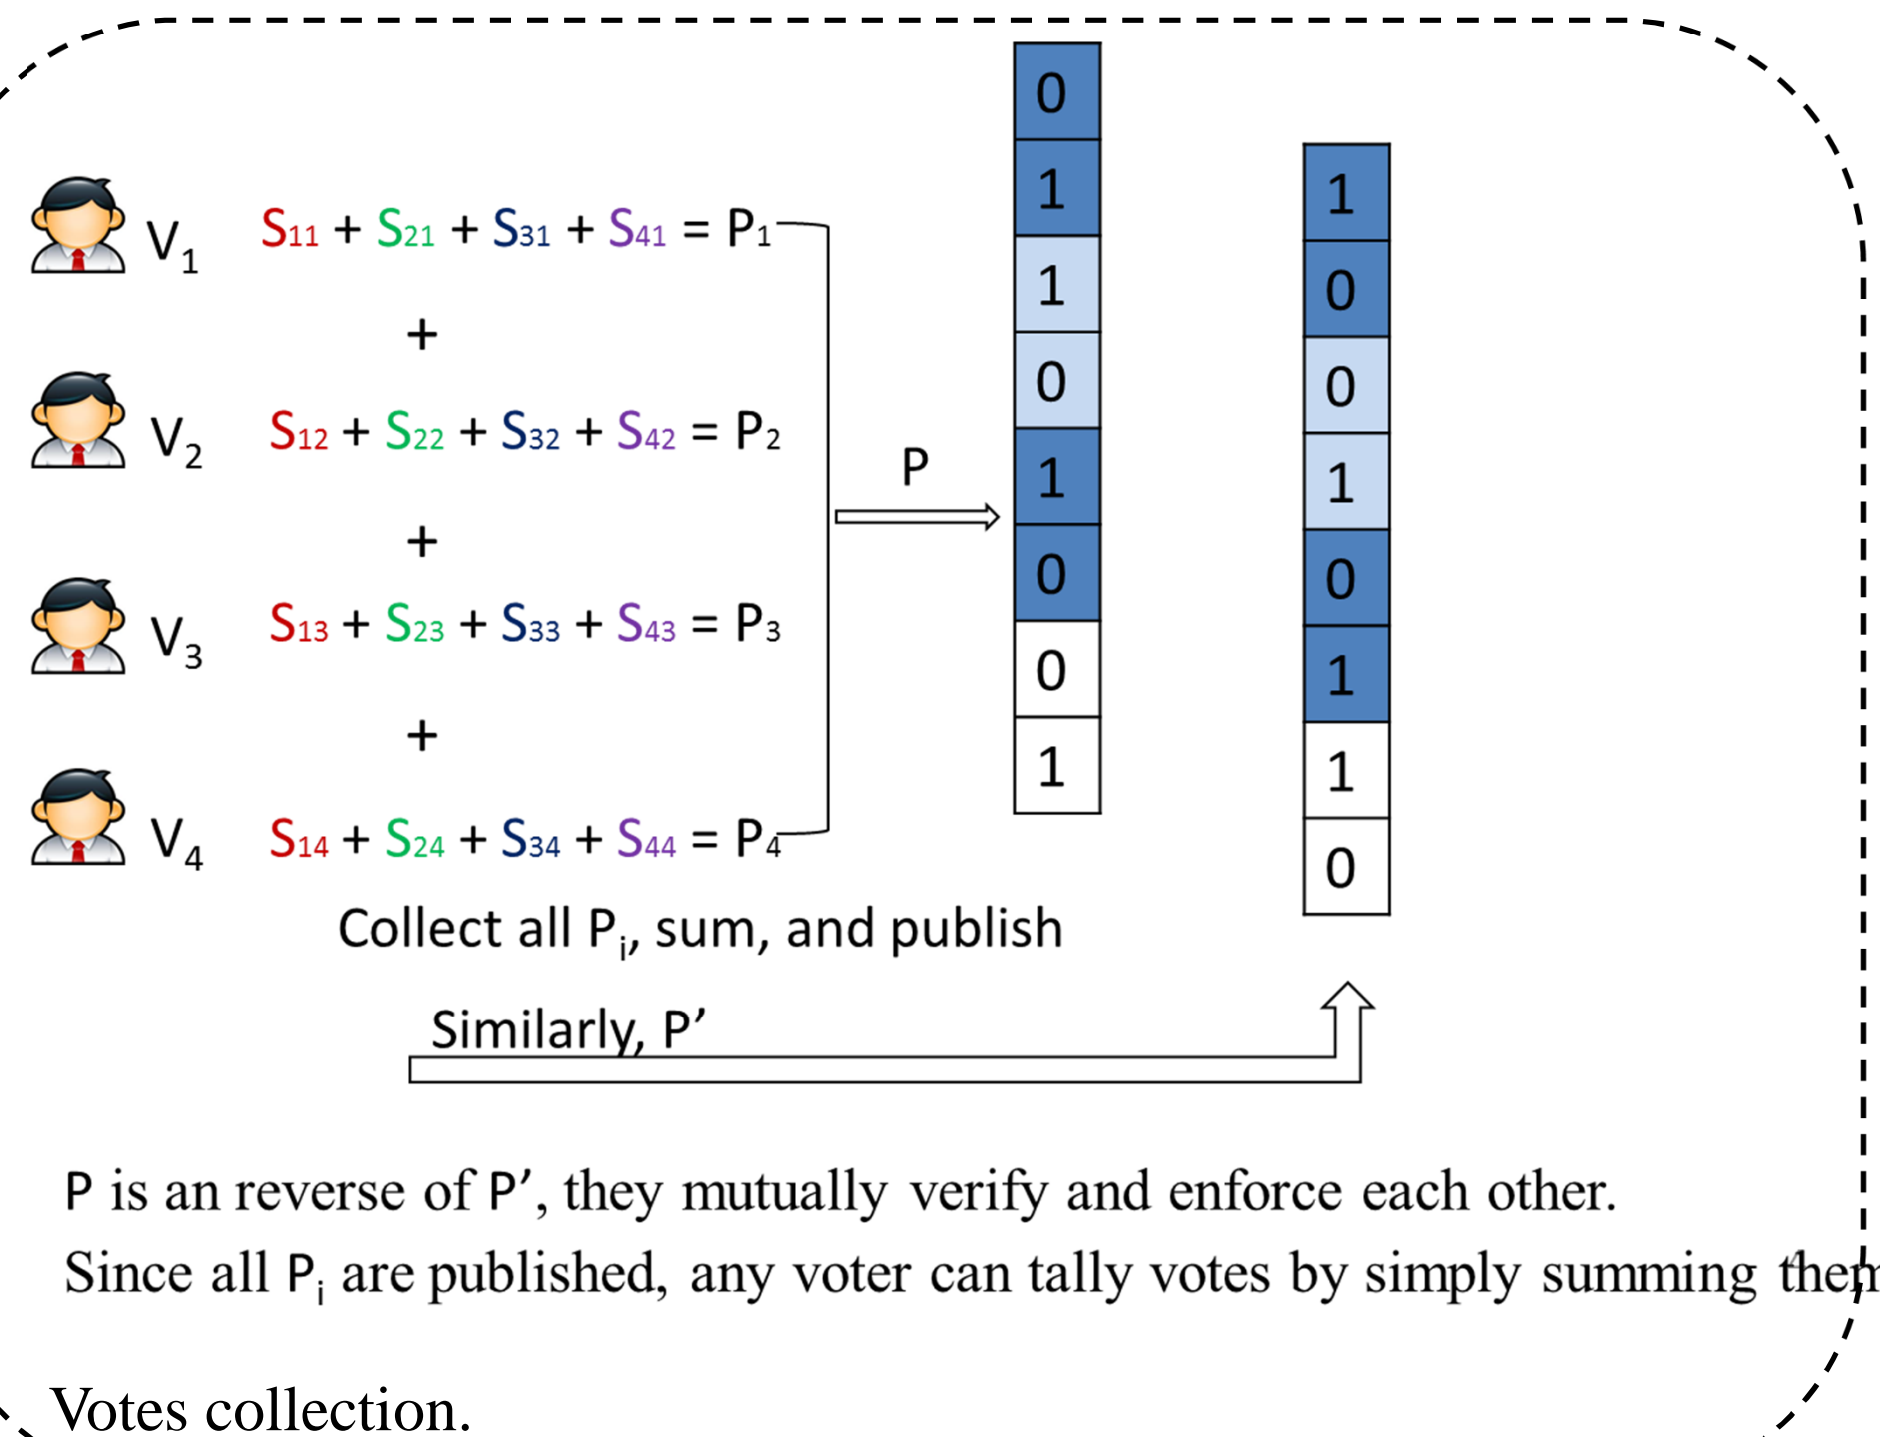 V1 S11 + S21 + S31 + S41 = P1
+
V2 S12 + S22 + S32 + S42 = P2
+
V3 S13 + S23 + S33 + S43 = P3
+
V4 S14 + S24 + S34 + S44 = P4
P
0
1
1
0
1
0
0
1
1
0
0
1
0
1
1
0
Collect all Pi, sum, and publish
Similarly, P’
P is an reverse of P’, they mutually verify and enforce each other.
Since all Pi are published, any voter can tally votes by simply summing them
Votes collection.